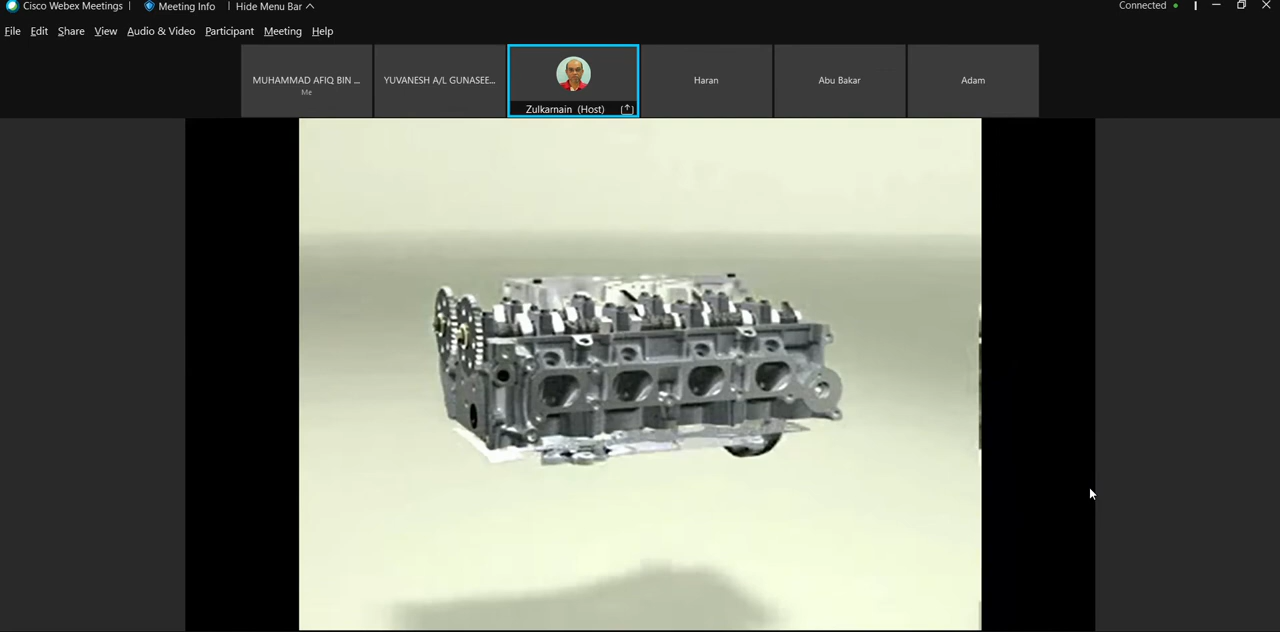 Cisco Webex Meetings | Meeting Info | Hide Menu Bar
Connected
File Edit Share View Audio & Video Participant Meeting Help
MUHAMMAD AFIQ BIN ...
Me
YUVANESH A/L GUNASEE...
Zulkarnain (Host)
Haran
Abu Bakar
Adam